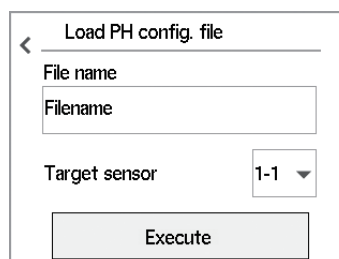 Load PH config. file
File name
Filename
Target sensor 1-1
Execute